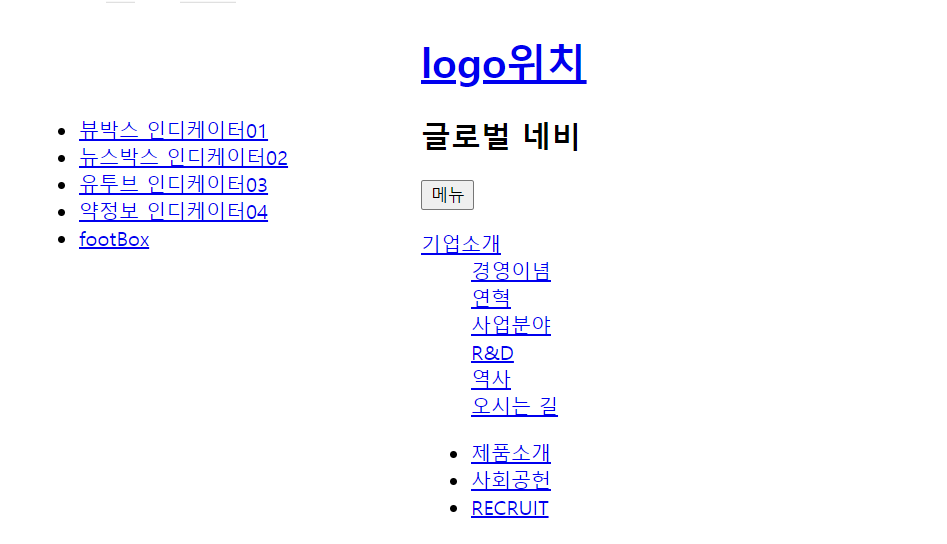 logo위치
글로벌 네비
메뉴
기업소개
경영이념
연혁
사업분야
R&D
역사
오시는 길
제품소개
사회공헌
RECRUIT
뷰박스 인디케이터01
뉴스박스 인디케이터02
유투브 인디케이터03
약정보 인디케이터04
footBox